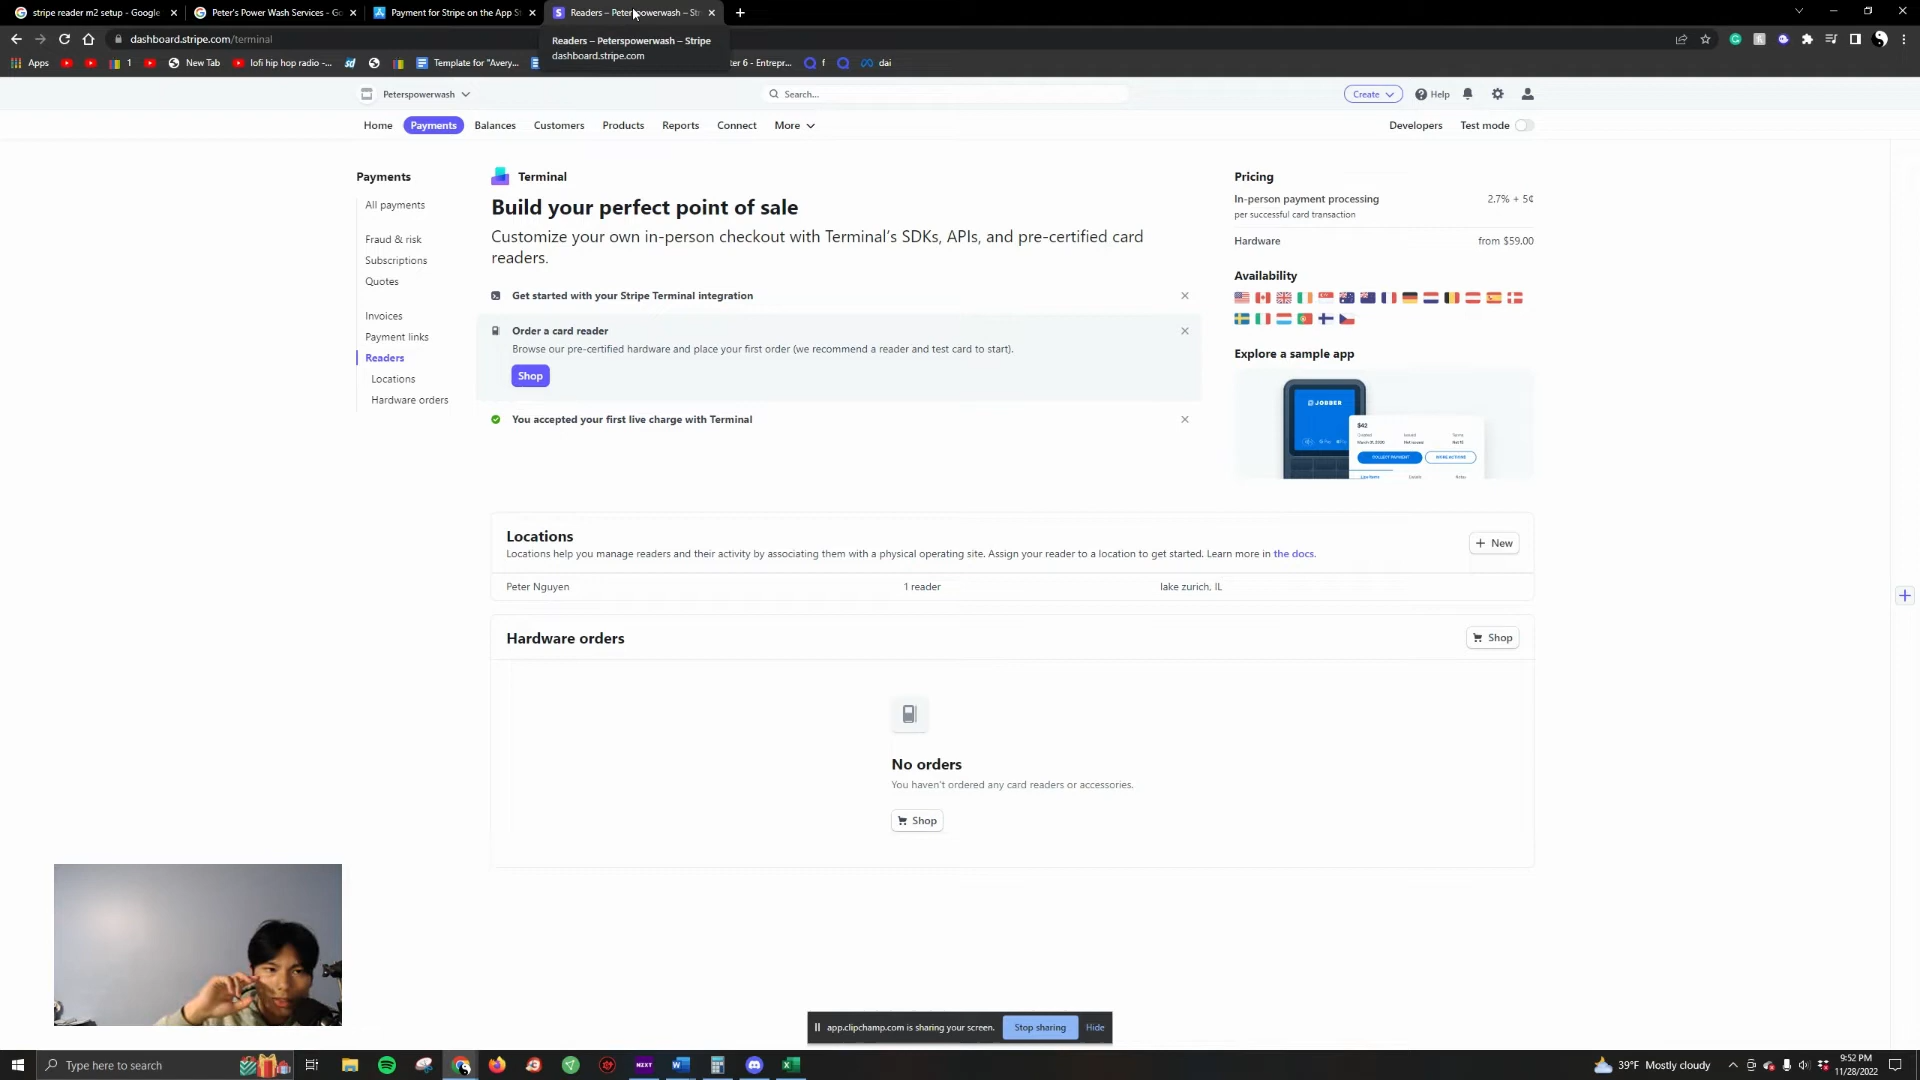 stripe reader m2 setup - Google
Peter's Power Wash Services - Go
Payment for Stripe on the App S
Readers – Peterspowerwash – Str
dashboard.stripe.com/terminal
Readers – Peterspowerwash – Stripe
dashboard.stripe.com
Apps
1
New Tab
lofi hip hop radio -...
sd
Template for "Avery...
ter 6 - Entrepr...
f
dai
Peterspowerwash
Search...
Create
Help
Home
Payments
Balances
Customers
Products
Reports
Connect
More
Developers
Test mode
Payments
All payments
Fraud & risk
Subscriptions
Quotes
Invoices
Payment links
Readers
Locations
Hardware orders
Terminal
Build your perfect point of sale
Customize your own in-person checkout with Terminal's SDKs, APIs, and pre-certified card
readers.
Get started with your Stripe Terminal integration
Order a card reader
Browse our pre-certified hardware and place your first order (we recommend a reader and test card to start).
Shop
You accepted your first live charge with Terminal
Pricing
In-person payment processing 2.7% + 5¢
per successful card transaction
Hardware from $59.00
Availability
Explore a sample app
JOBBER
$42
COLLECT PAYMENT
MORE ACTIONS
Locations
New
Locations help you manage readers and their activity by associating them with a physical operating site. Assign your reader to a location to get started. Learn more in the docs.
Peter Nguyen 1 reader lake zurich, IL
Hardware orders
Shop
No orders
You haven't ordered any card readers or accessories.
Shop
app.clipchamp.com is sharing your screen.
Stop sharing
Hide
Type here to search
NZXT
39°F Mostly cloudy
9:52 PM
11/28/2022